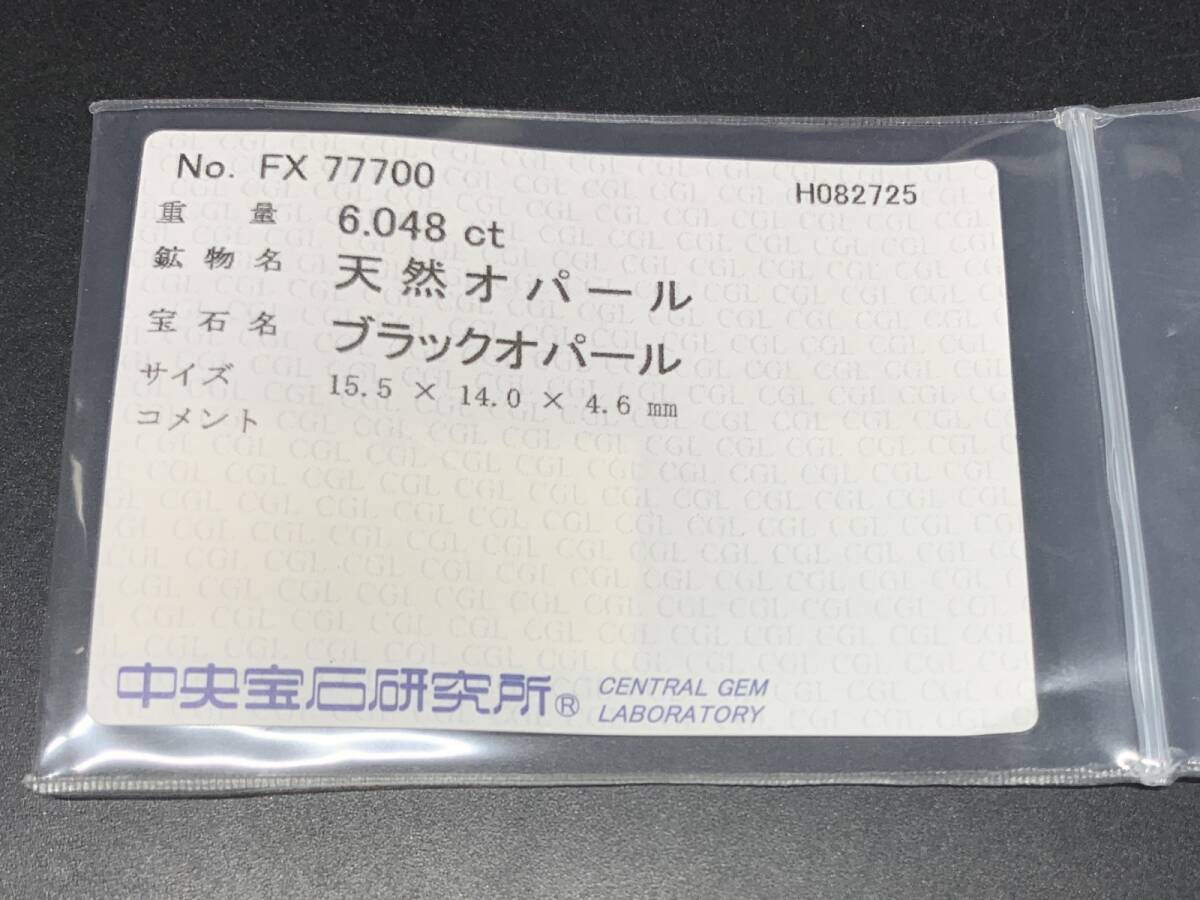 No. FX 77700
H082725
重量 6.048 ct
鉱物名 天然オパール
宝石名 ブラックオパール
サイズ 15.5 × 14.0 × 4.6 mm
コメント
中央宝石研究所® CENTRAL GEM
LABORATORY